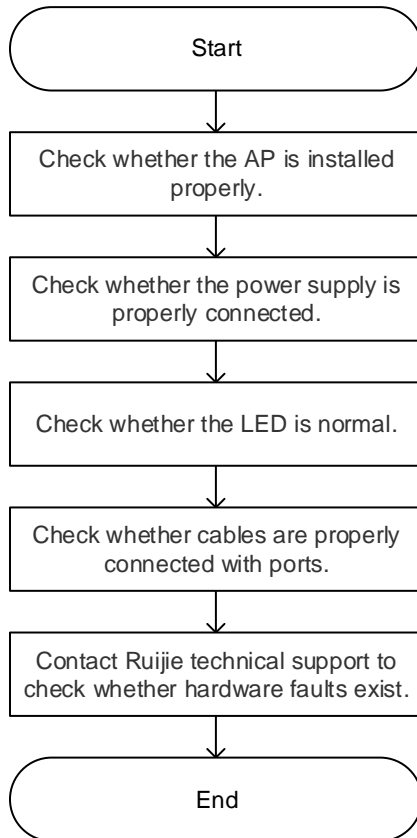 Start
Check whether the AP is installed
properly.
Check whether the power supply is
properly connected.
Check whether the LED is normal.
Check whether cables are properly
connected with ports.
Contact Ruijie technical support to
check whether hardware faults exist.
End